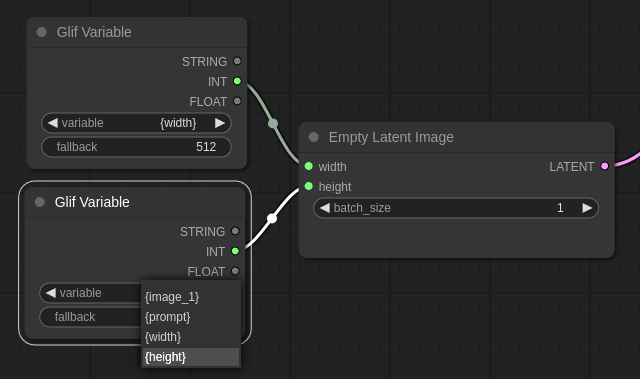 Glif Variable
STRING
INT
FLOAT
variable {width}
fallback 512
Empty Latent Image
width LATENT
height
batch_size 1
Glif Variable
STRING
INT
FLOAT
variable
fallback
{image_1}
{prompt}
{width}
{height}